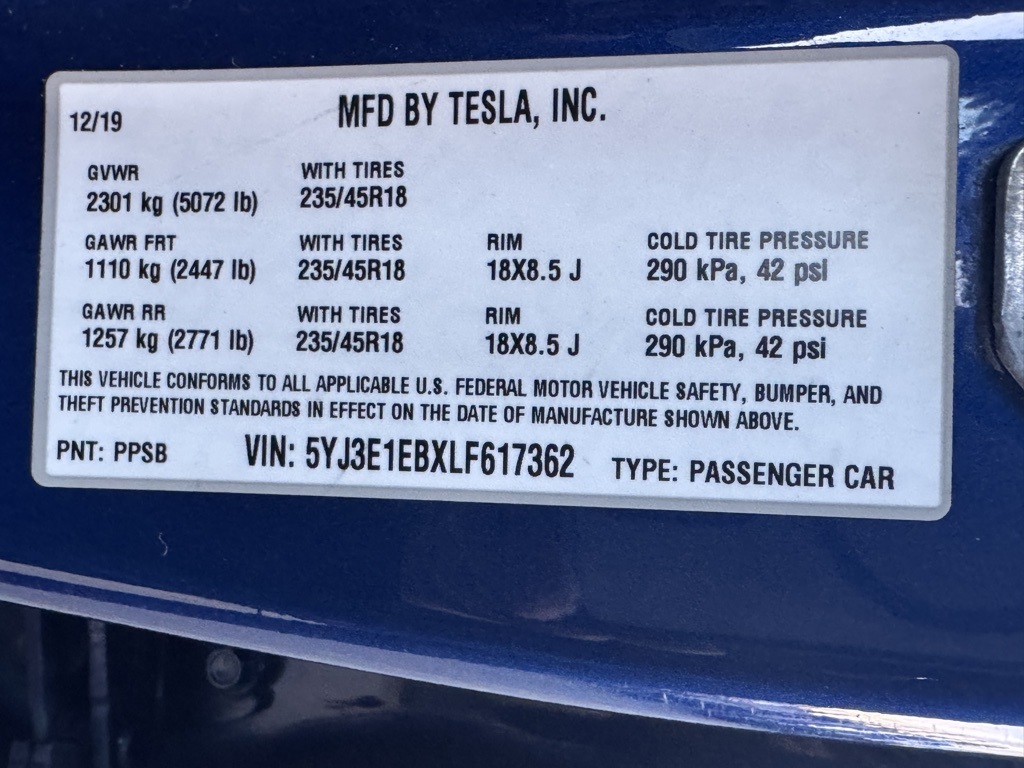 12/19 MFD BY TESLA, INC.
GVWR WITH TIRES
2301 kg (5072 lb) 235/45R18
GAWR FRT WITH TIRES RIM COLD TIRE PRESSURE
1110 kg (2447 lb) 235/45R18 18X8.5 J 290 kPa, 42 psi
GAWR RR WITH TIRES RIM COLD TIRE PRESSURE
1257 kg (2771 lb) 235/45R18 18X8.5 J 290 kPa, 42 psi
THIS VEHICLE CONFORMS TO ALL APPLICABLE U.S. FEDERAL MOTOR VEHICLE SAFETY, BUMPER, AND
THEFT PREVENTION STANDARDS IN EFFECT ON THE DATE OF MANUFACTURE SHOWN ABOVE.
PNT: PPSB VIN: 5YJ3E1EBXLF617362 TYPE: PASSENGER CAR